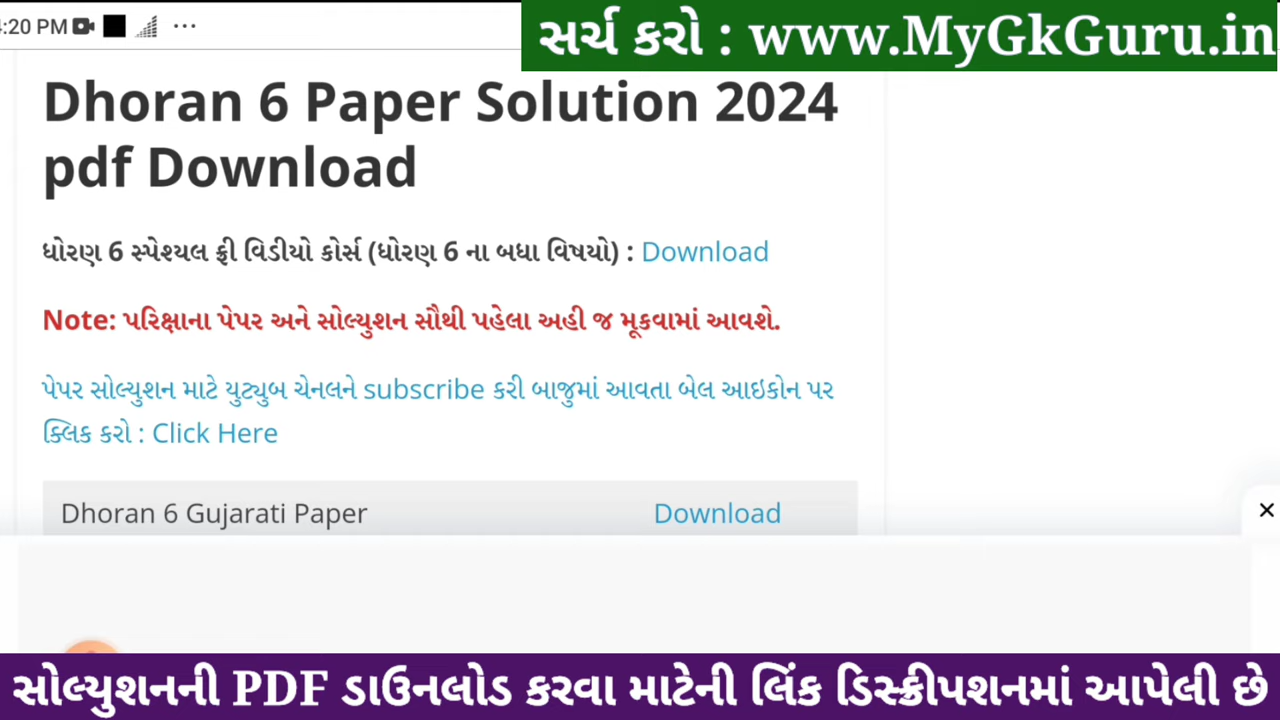 :20 PM
સર્ચ કરો : www.MyGkGuru.in
Dhoran 6 Paper Solution 2024
pdf Download
ધોરણ 6 સ્પેશ્યલ ફ્રી વિડીયો કોર્સ (ધોરણ 6 ના બધા વિષયો) : Download
Note: પરિક્ષાના પેપર અને સોલ્યુશન સૌથી પહેલા અહી જ મૂકવામાં આવશે.
પેપર સોલ્યુશન માટે યુટ્યુબ ચેનલને subscribe કરી બાજુમાં આવતા બેલ આઇકોન પર
ક્લિક કરો : Click Here
Dhoran 6 Gujarati Paper Download
સોલ્યુશનની PDF ડાઉનલોડ કરવા માટેની લિંક ડિસ્ક્રીપશનમાં આપેલી છે